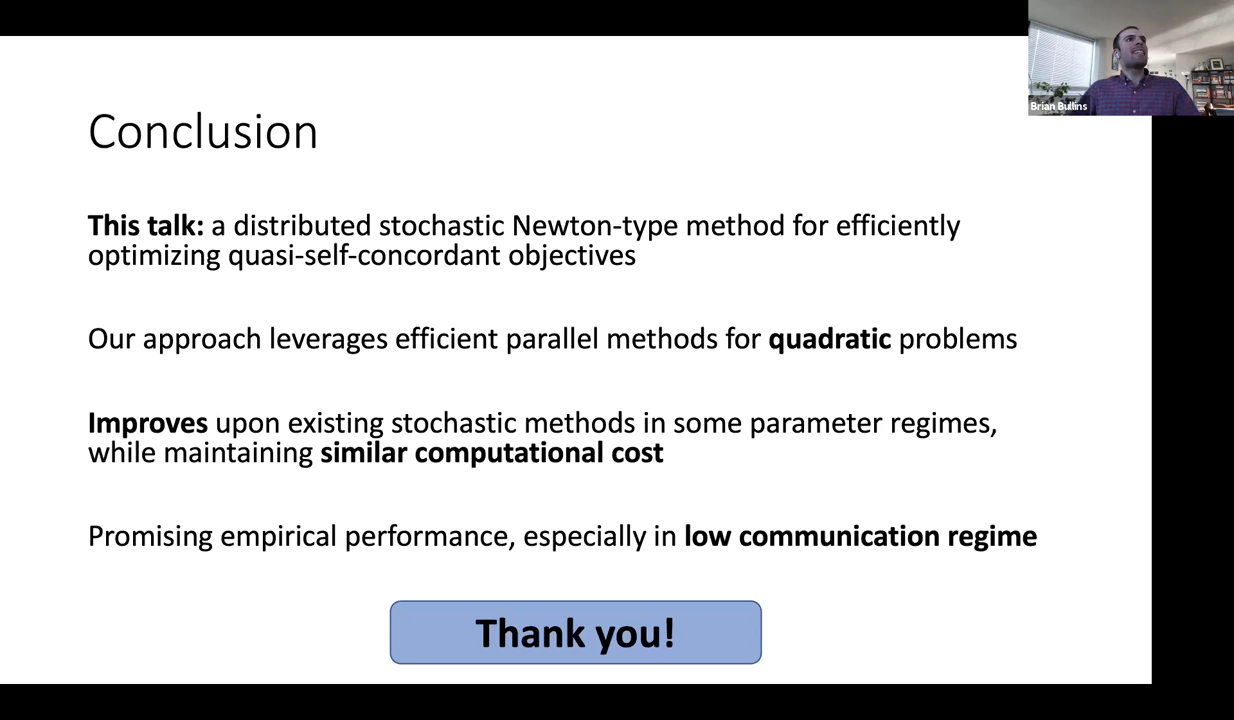 Brian Bullins
Conclusion
This talk: a distributed stochastic Newton-type method for efficiently
optimizing quasi-self-concordant objectives
Our approach leverages efficient parallel methods for quadratic problems
Improves upon existing stochastic methods in some parameter regimes,
while maintaining similar computational cost
Promising empirical performance, especially in low communication regime
Thank you!